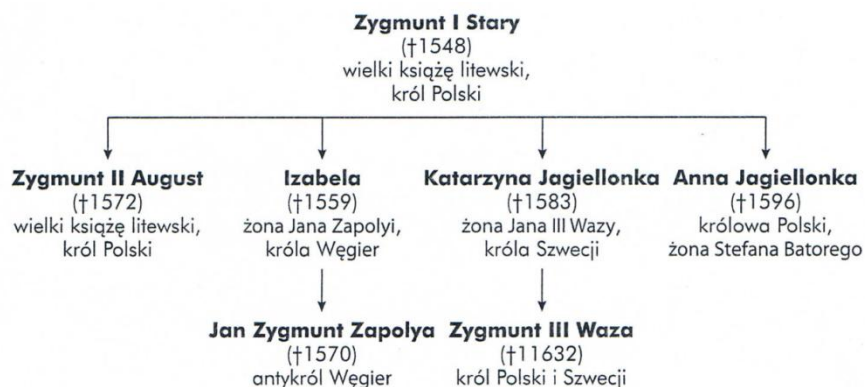 Zygmunt I Stary
(†1548)
wielki książę litewski,
król Polski
Zygmunt II August
(†1572)
wielki książę litewski,
król Polski
Izabela
(†1559)
żona Jana Zapolyi,
króla Węgier
Katarzyna Jagiellonka
(†1583)
żona Jana III Wazy,
króla Szwecji
Anna Jagiellonka
(†1596)
królowa Polski,
żona Stefana Batorego
Jan Zygmunt Zapolya
(†1570)
antykról Węgier
Zygmunt III Waza
(†11632)
król Polski i Szwecji